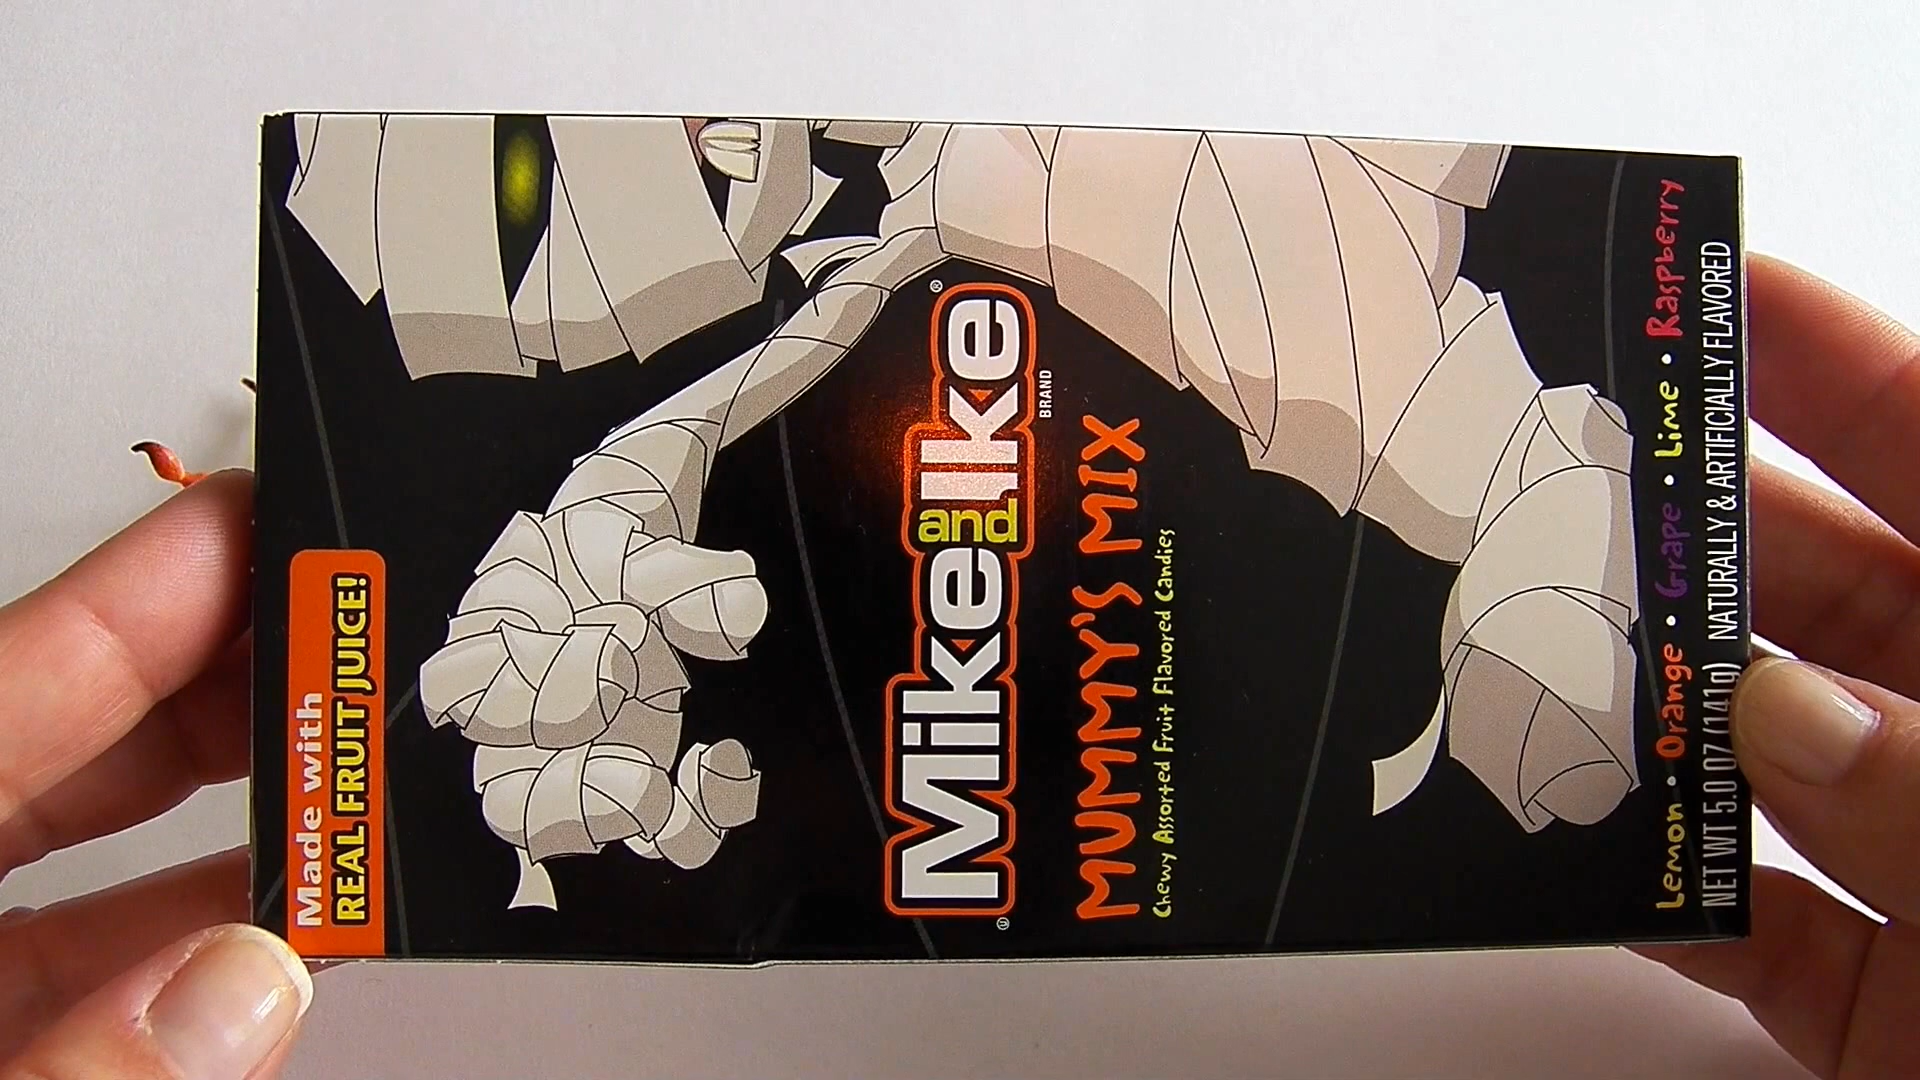 Made with
REAL FRUIT JUICE!
Mike and Ike®
BRAND
MUMMY'S MIX
Chewy Assorted Fruit Flavored Candies
Lemon • Orange • Grape • Lime • Raspberry
NET WT 5.0 OZ (141g) NATURALLY & ARTIFICIALLY FLAVORED